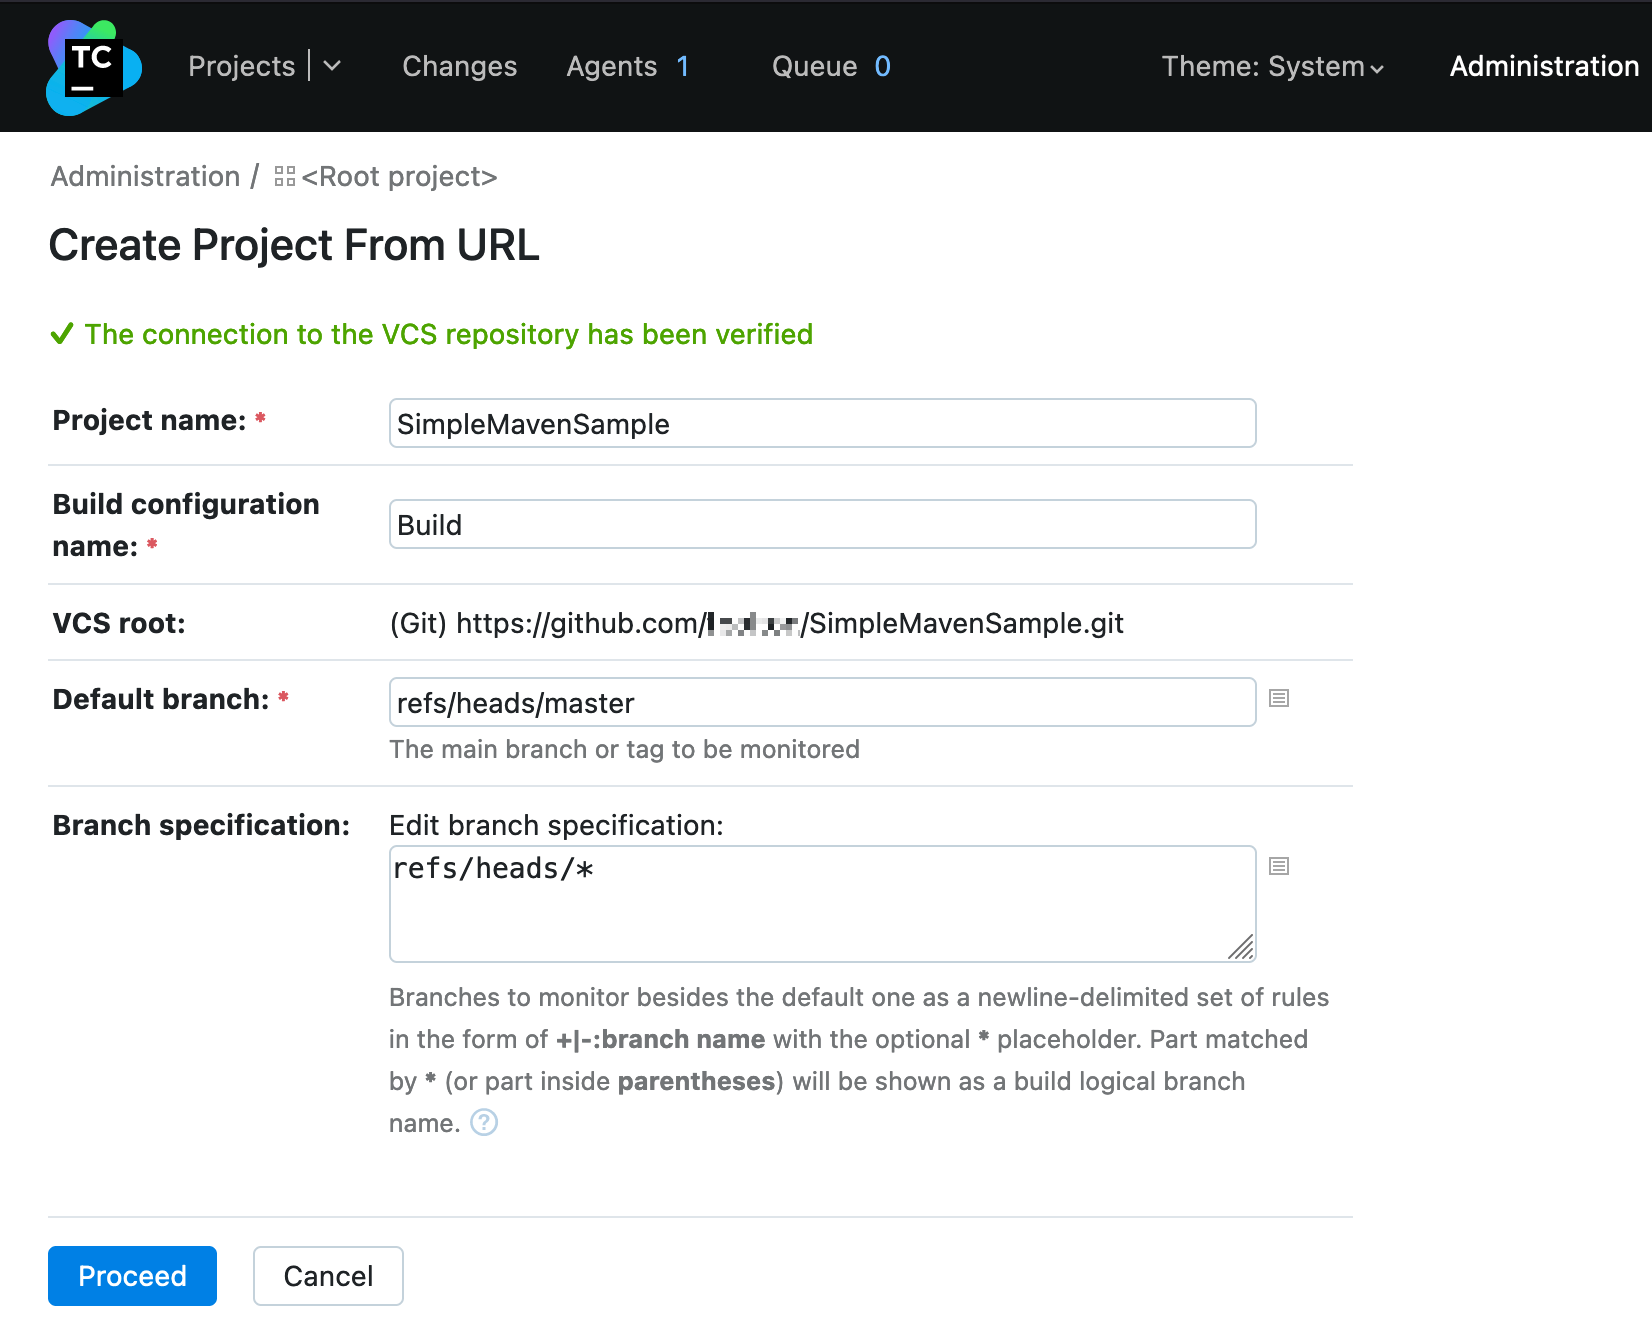 TC
Projects Changes Agents 1 Queue 0 Theme: System Administration
Administration / <Root project>
Create Project From URL
The connection to the VCS repository has been verified
Project name: * SimpleMavenSample
Build configuration
name: * Build
VCS root: (Git) https://github.com/ /SimpleMavenSample.git
Default branch: * refs/heads/master
The main branch or tag to be monitored
Branch specification: Edit branch specification:
refs/heads/*
Branches to monitor besides the default one as a newline-delimited set of rules
in the form of +|-:branch name with the optional * placeholder. Part matched
by * (or part inside parentheses) will be shown as a build logical branch
name. ?
Proceed Cancel